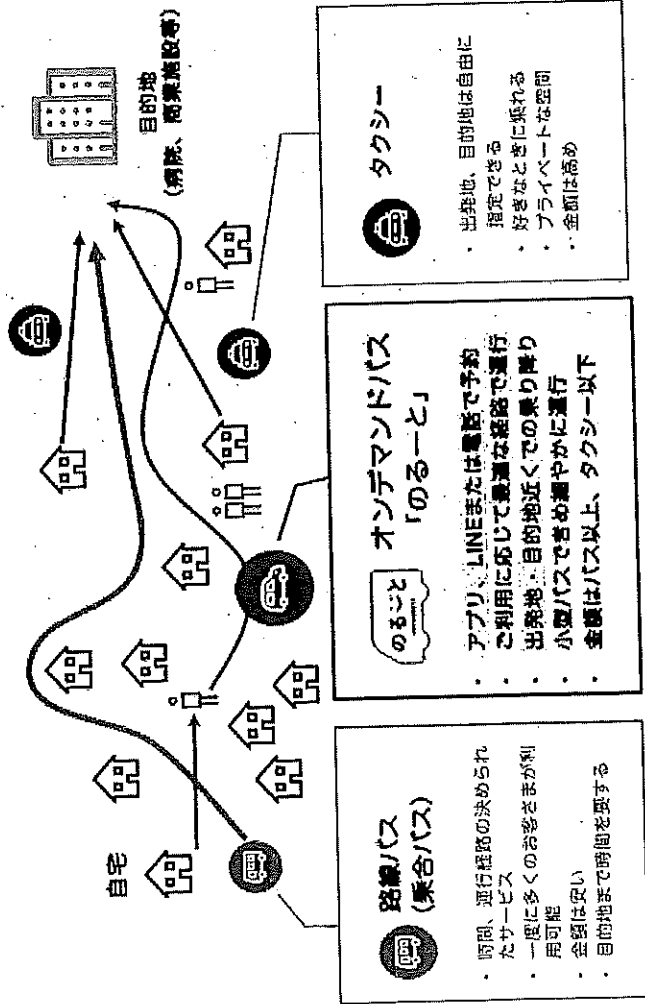 自宅
目的地
(病院、商業施設等)
路線バス
(乗合バス)
・ 時間、運行経路の決められ
たサービス
・ 一度に多くのお客さまが利
用可能
・ 金額は安い
・ 目的地まで時間を要する
のるーと
オンデマンドバス
「のるーと」
・ アプリ、LINEまたは電話で予約
・ ご利用に応じて最適な経路で運行
・ 出発地・目的地近くでの乗り降り
・ 小型バスできめ細やかに運行
・ 金額はバス以上、タクシー以下
タクシー
・ 出発地、目的地は自由に
指定できる
・ 好きなときに乗れる
・ プライベートな空間
・ 金額は高め